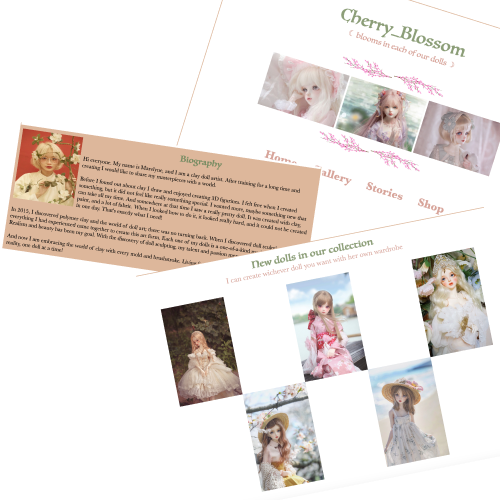 Cherry_Blossom
( blooms in each of our dolls )
Home Gallery Stories Shop
Biography
Hi everyone. My name is and I am a clay doll artist. After training for a long time and
creating I would like to share my masterpieces with a world.
Before I found out about clay I drew and enjoyed creating 3D figurines. I felt free when I created
something, but it did not feel like really something special. I wanted more, maybe something new that
can take all my time. And somewhere at that time I saw a really pretty doll. It was created with clay,
paint, and a lot of fabric. When I looked how to do it, it looked really hard, and it could not be created
in one day. That's exactly what I need!
In 2015, I discovered polymer clay and the world of doll art; there was no turning back. When I discovered doll
everything I had experienced came together to create this art form. Each one of my dolls is a one-of-a-kind
Realism and beauty has been my goal. With the discovery of doll sculpting, my talent and passion
And now I am embracing the world of clay with every mold and brushstroke. Living
really, one doll at a time!
New dolls in our collection
I can create wichever doll you want with her own wardrobe